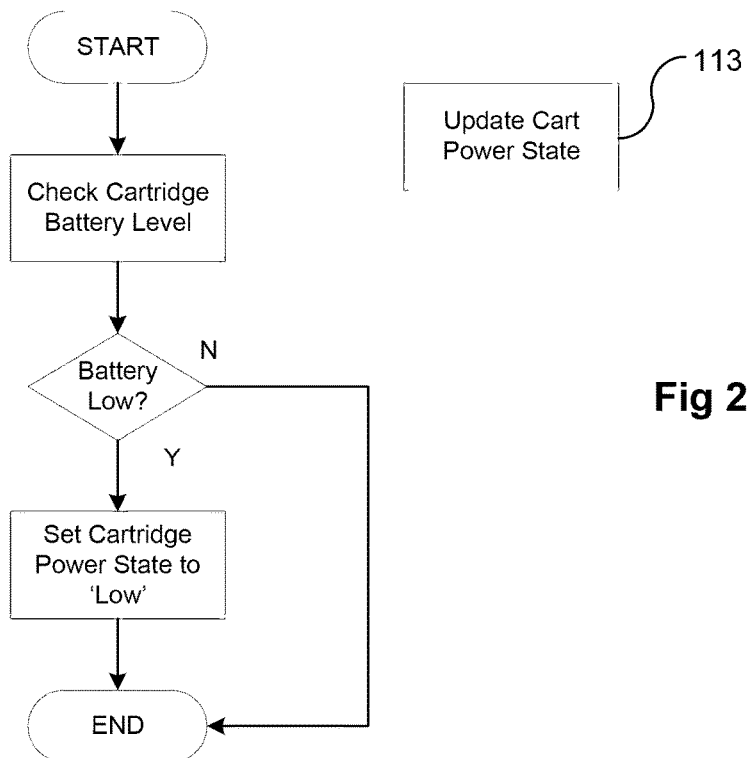 START
113
Update Cart
Power State
Check Cartridge
Battery Level
N
Battery
Low?
Fig 2
Y
Set Cartridge
Power State to
‘Low’
END